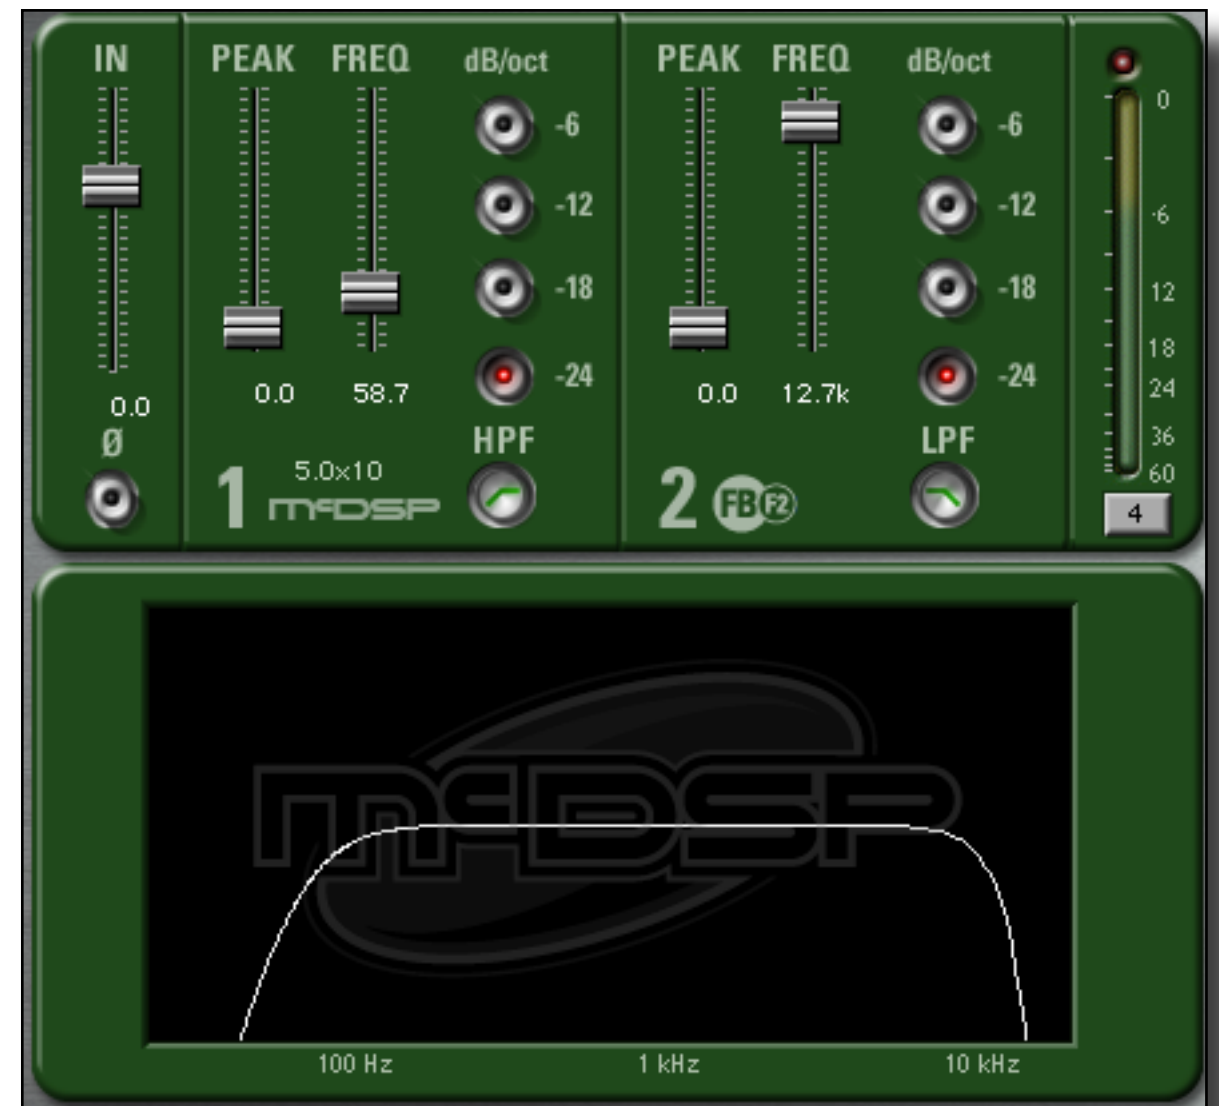 IN
PEAK FREQ dB/oct
-6
-12
-18
-24
0.0
0.0 58.7
Ø
HPF
1 5.0x10
McDSP
PEAK FREQ dB/oct
-6
-12
-18
-24
0.0 12.7k
LPF
2 FB F2
0
-6
12
18
24
36
60
4
McDSP
100 Hz 1 kHz 10 kHz